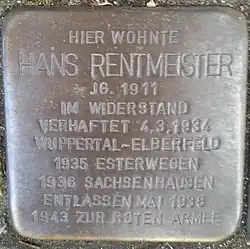 HIER WOHNTE
HANS RENTMEISTER
JG. 1911
IM WIDERSTAND
VERHAFTET 4.3.1934
WUPPERTAL-ELBERFELD
1935 ESTERWEGEN
1936 SACHSENHAUSEN
ENTLASSEN MAI 1938
1943 ZUR ROTEN ARMEE